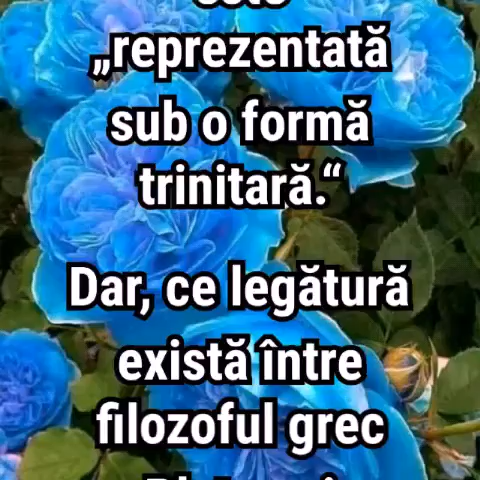 „reprezentată
sub o formă
trinitară.“
Dar, ce legătură
există între
filozoful grec